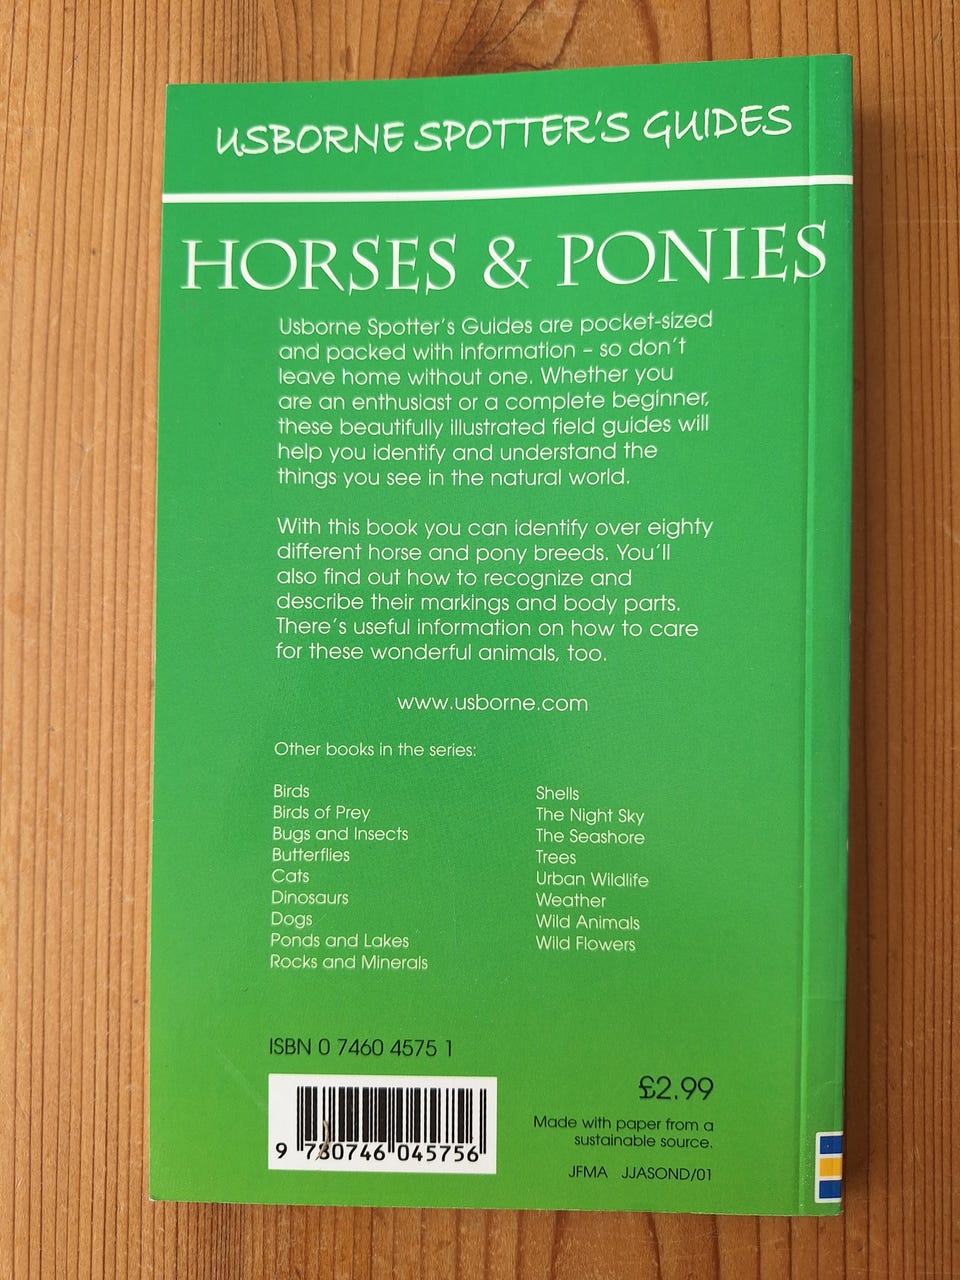 USBORNE SPOTTER'S GUIDES
HORSES & PONIES
Usborne Spotter's Guides are pocket-sized
and packed with information – so don't
leave home without one. Whether you
are an enthusiast or a complete beginner,
these beautifully illustrated field guides will
help you identify and understand the
things you see in the natural world.
With this book you can identify over eighty
different horse and pony breeds. You'll
also find out how to recognize and
describe their markings and body parts.
There's useful information on how to care
for these wonderful animals, too.
www.usborne.com
Other books in the series:
Birds
Birds of Prey
Bugs and Insects
Butterflies
Cats
Dinosaurs
Dogs
Ponds and Lakes
Rocks and Minerals
Shells
The Night Sky
The Seashore
Trees
Urban Wildlife
Weather
Wild Animals
Wild Flowers
ISBN 0 7460 4575 1
9 780746 045756
£2.99
Made with paper from a
sustainable source.
JFMA JJASOND/01